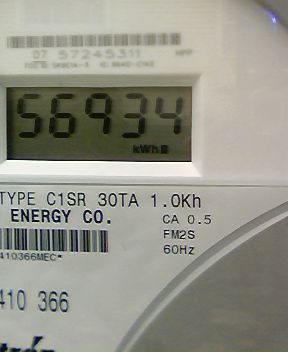 07 57245311
56934
kWh
TYPE C1SR 30TA 1.0Kh
ENERGY CO.
CA 0.5
FM2S
60Hz
410366MEC*
410 366